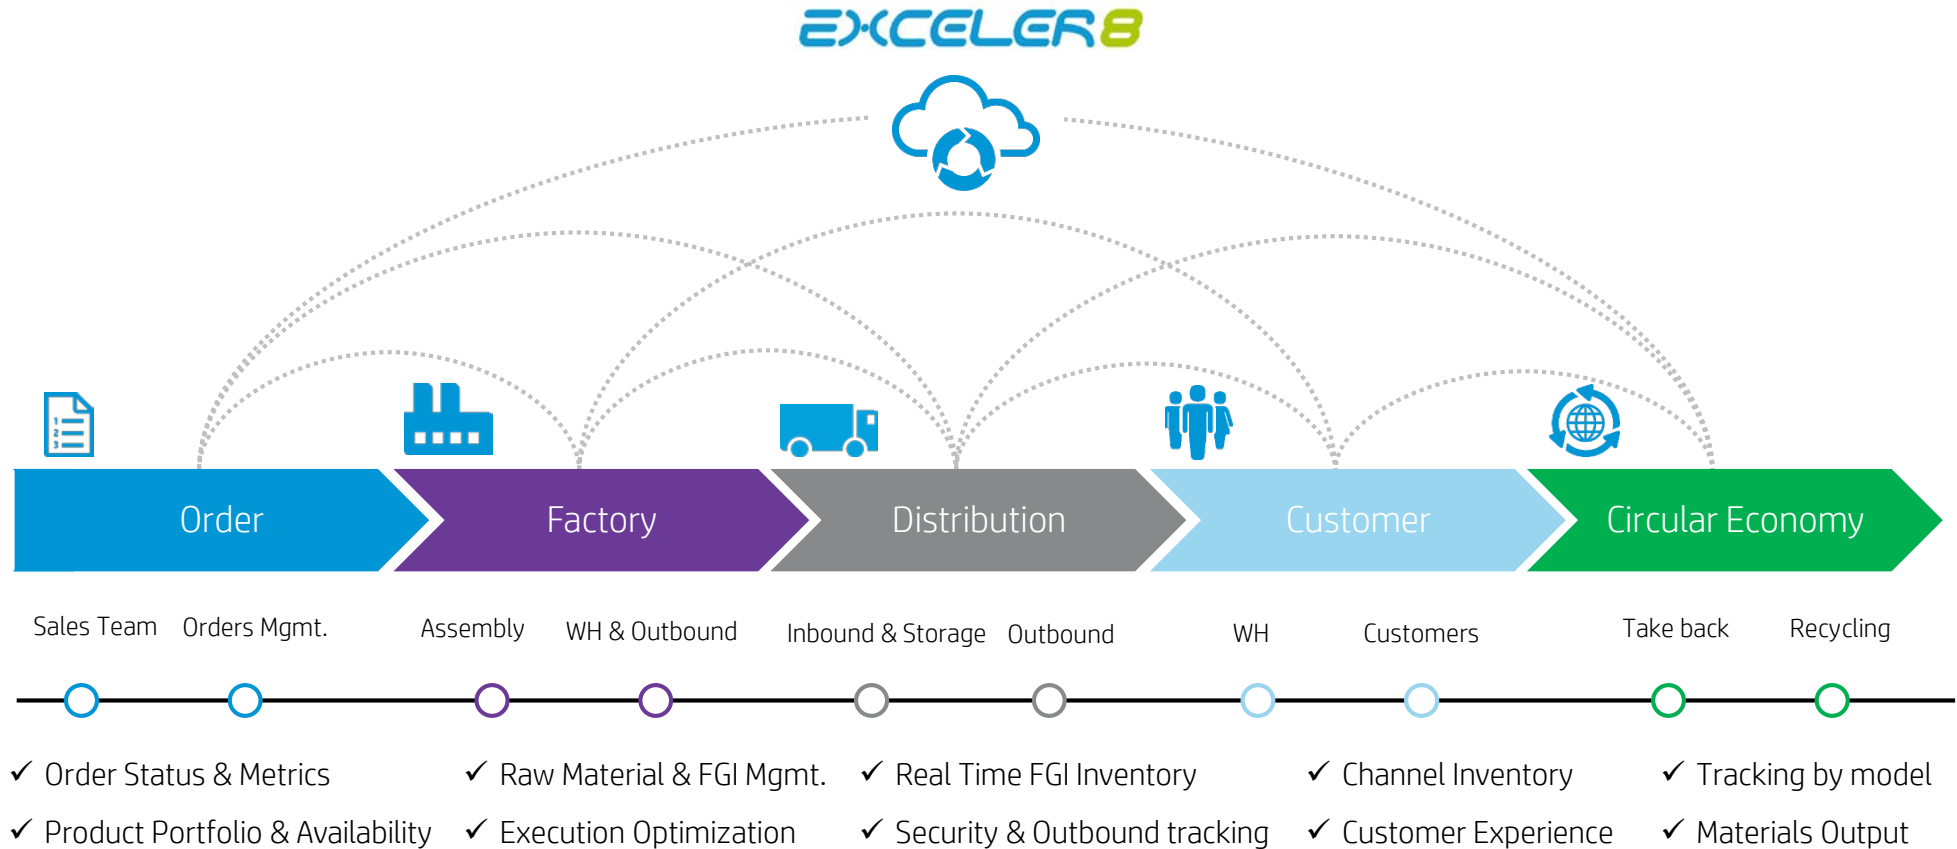 EXCELER8
Order Factory Distribution Customer Circular Economy
Sales Team Orders Mgmt. Assembly WH & Outbound Inbound & Storage Outbound WH Customers Take back Recycling
✓ Order Status & Metrics ✓ Raw Material & FGI Mgmt. ✓ Real Time FGI Inventory ✓ Channel Inventory ✓ Tracking by model
✓ Product Portfolio & Availability ✓ Execution Optimization ✓ Security & Outbound tracking ✓ Customer Experience ✓ Materials Output